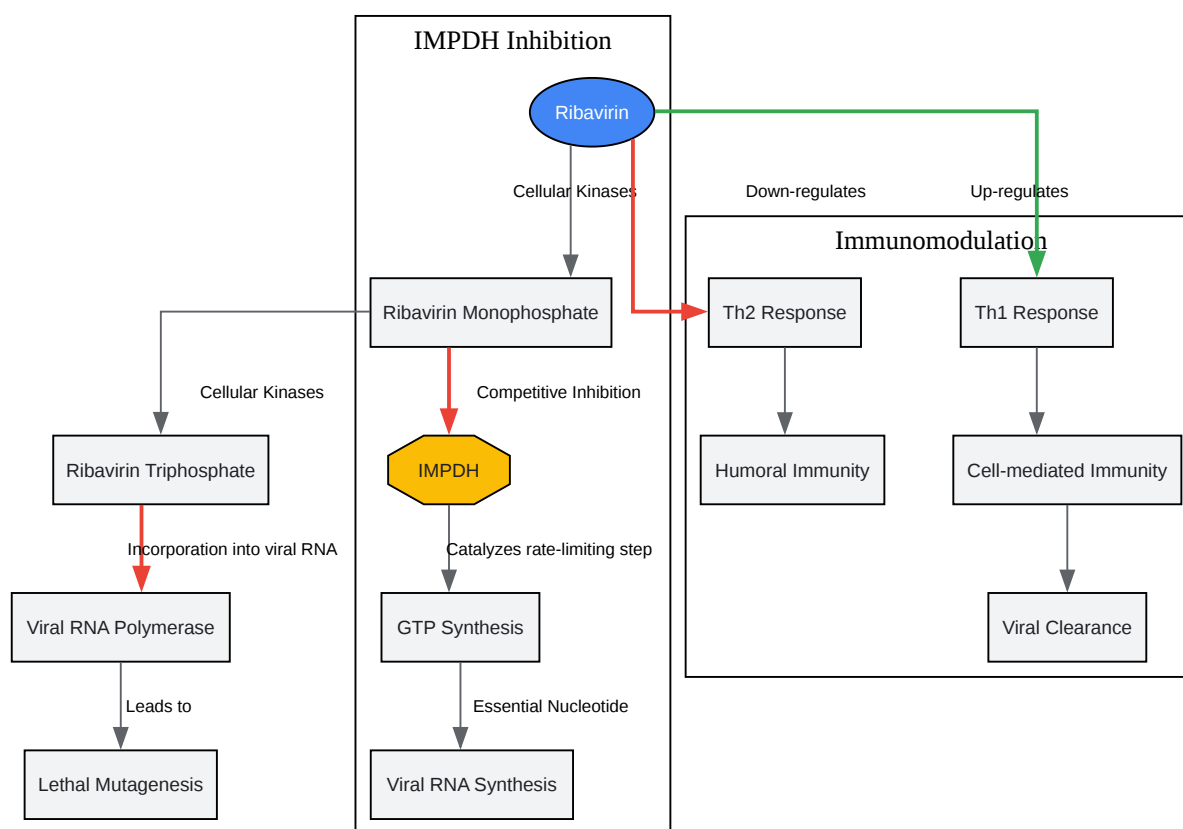 IMPDH Inhibition
Ribavirin
Cellular Kinases
Down-regulates
Up-regulates
Immunomodulation
Ribavirin Monophosphate
Th2 Response
Th1 Response
Cellular Kinases
Competitive Inhibition
Ribavirin Triphosphate
IMPDH
Humoral Immunity
Cell-mediated Immunity
Incorporation into viral RNA
Catalyzes rate-limiting step
Viral RNA Polymerase
GTP Synthesis
Viral Clearance
Leads to
Essential Nucleotide
Lethal Mutagenesis
Viral RNA Synthesis